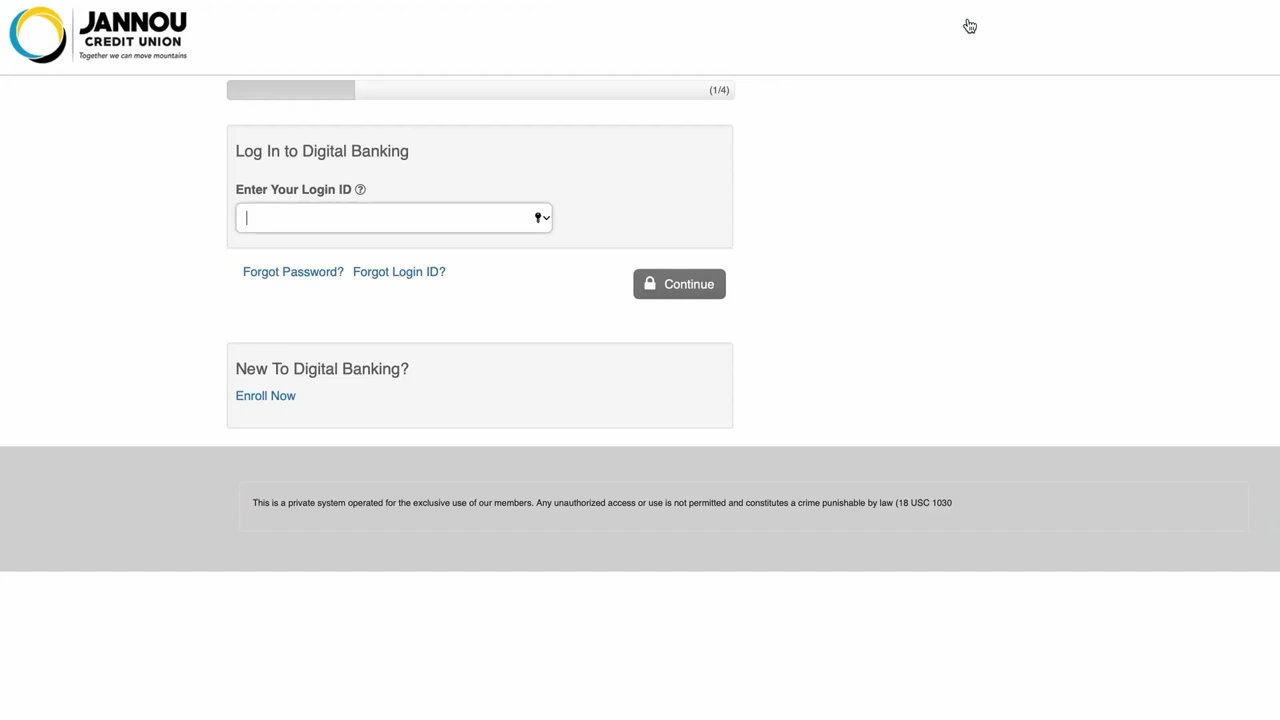 JANNOU
CREDIT UNION
Together we can move mountains
(1/4)
Log In to Digital Banking
Enter Your Login ID
Forgot Password? Forgot Login ID?
Continue
New To Digital Banking?
Enroll Now
This is a private system operated for the exclusive use of our members. Any unauthorized access or use is not permitted and constitutes a crime punishable by law (18 USC 1030